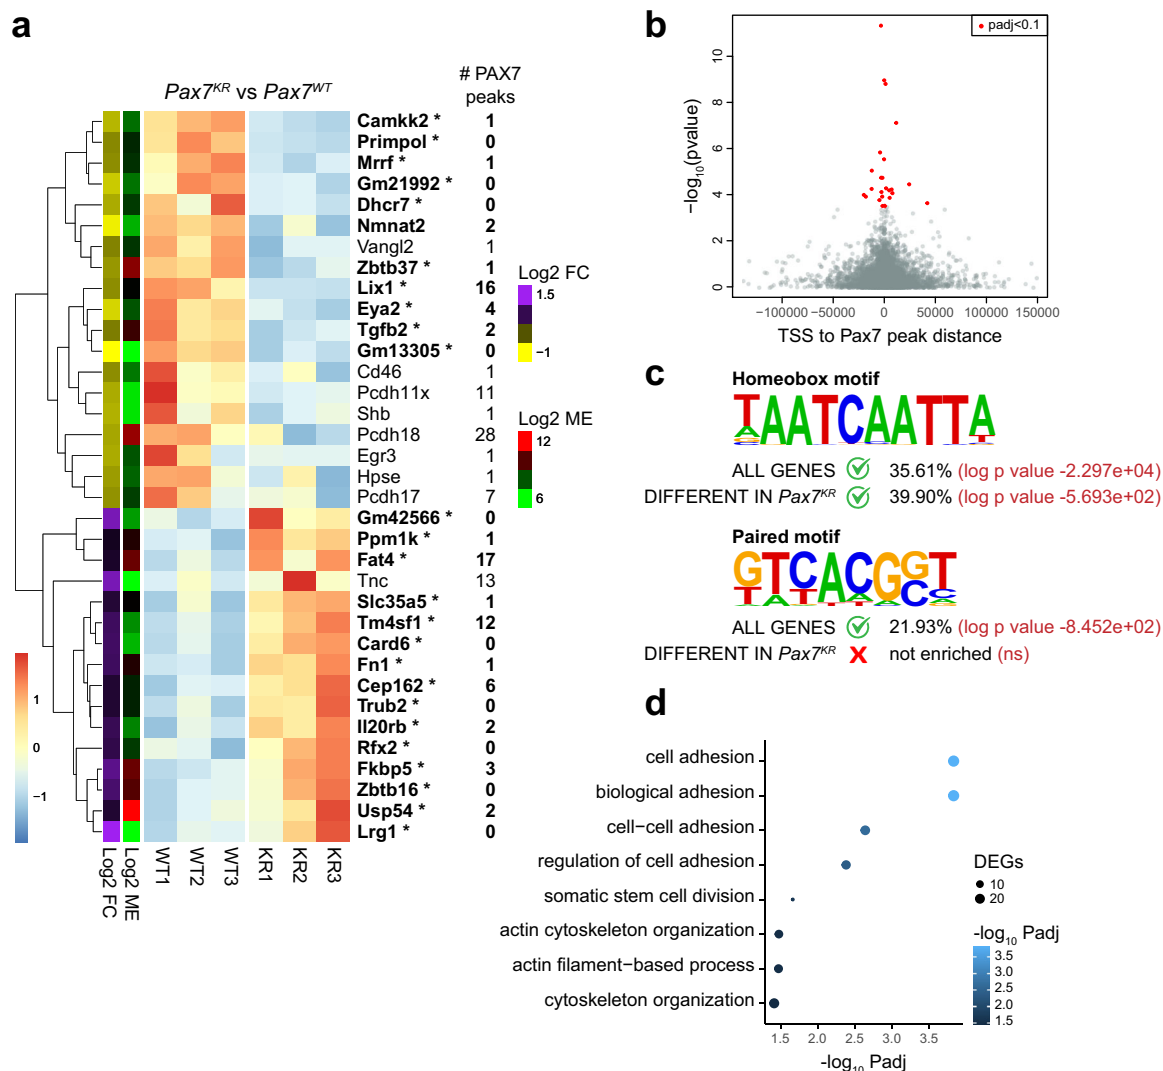 a
Pax7^KR vs Pax7^WT
# PAX7
peaks
Camkk2 * 1
Primpol * 0
Mrrf * 1
Gm21992 * 0
Dhcr7 * 0
Nmnat2 2
Vangl2 1
Zbtb37 * 1
Lix1 * 16
Eya2 * 4
Tgfb2 * 2
Gm13305 * 0
Cd46 1
Pcdh11x 11
Shb 1
Pcdh18 28
Egr3 1
Hpse 1
Pcdh17 7
Gm42566 * 0
Ppm1k * 1
Fat4 * 17
Tnc 13
Slc35a5 * 1
Tm4sf1 * 12
Card6 * 0
Fn1 * 1
Cep162 * 6
Trub2 * 0
Il20rb * 2
Rfx2 * 0
Fkbp5 * 3
Zbtb16 * 0
Usp54 * 2
Lrg1 * 0
Log2 FC
1.5
−1
Log2 ME
12
6
1
0
−1
Log2 FC
Log2 ME
WT1
WT2
WT3
KR1
KR2
KR3
b
padj<0.1
−log10(pvalue)
10
8
6
4
2
0
−100000 −50000 0 50000 100000 150000
TSS to Pax7 peak distance
c
Homeobox motif
TAATCAATTA
ALL GENES 35.61% (log p value -2.297e+04)
DIFFERENT IN Pax7^KR 39.90% (log p value -5.693e+02)
Paired motif
GTCACGGT
ALL GENES 21.93% (log p value -8.452e+02)
DIFFERENT IN Pax7^KR X not enriched (ns)
d
cell adhesion
biological adhesion
cell−cell adhesion
regulation of cell adhesion
somatic stem cell division
actin cytoskeleton organization
actin filament−based process
cytoskeleton organization
1.5 2.0 2.5 3.0 3.5
-log10 Padj
DEGs
10
20
-log10 Padj
3.5
3.0
2.5
2.0
1.5